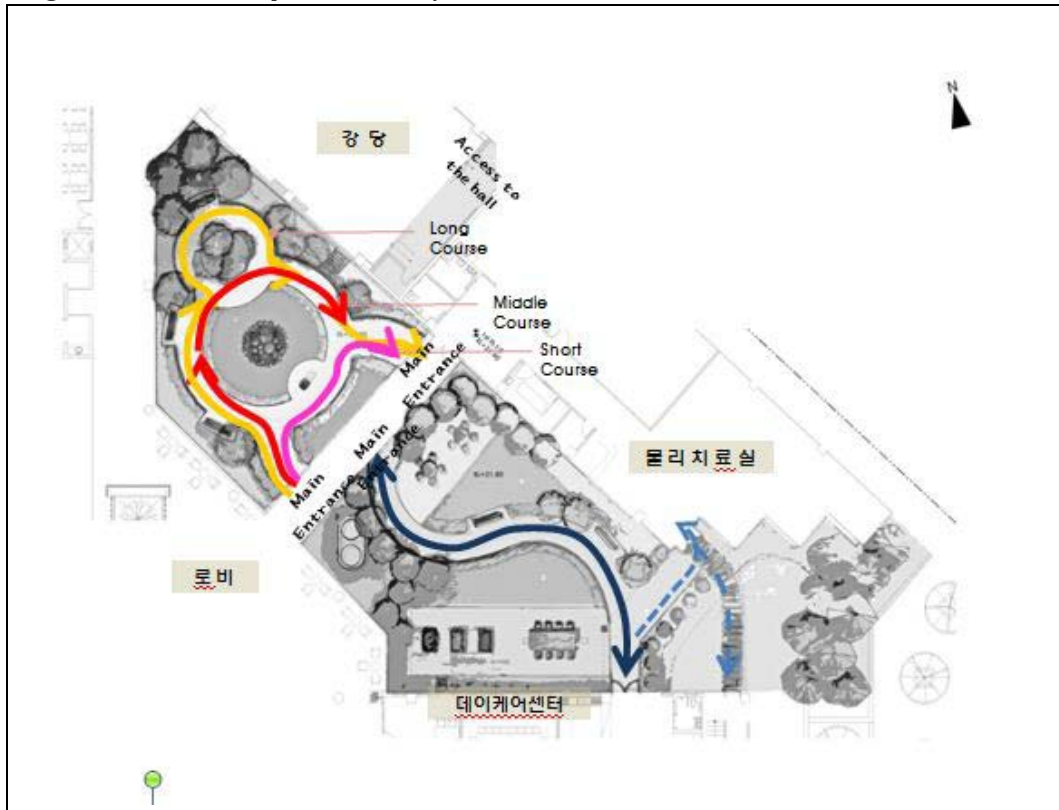 N
강 당
Access to
the hall
Long
Course
Middle
Course
Short
Course
Main
Entrance
Main
Entrance
Main
Entrance
물 리 치 료 실
로 비
데이케어센터